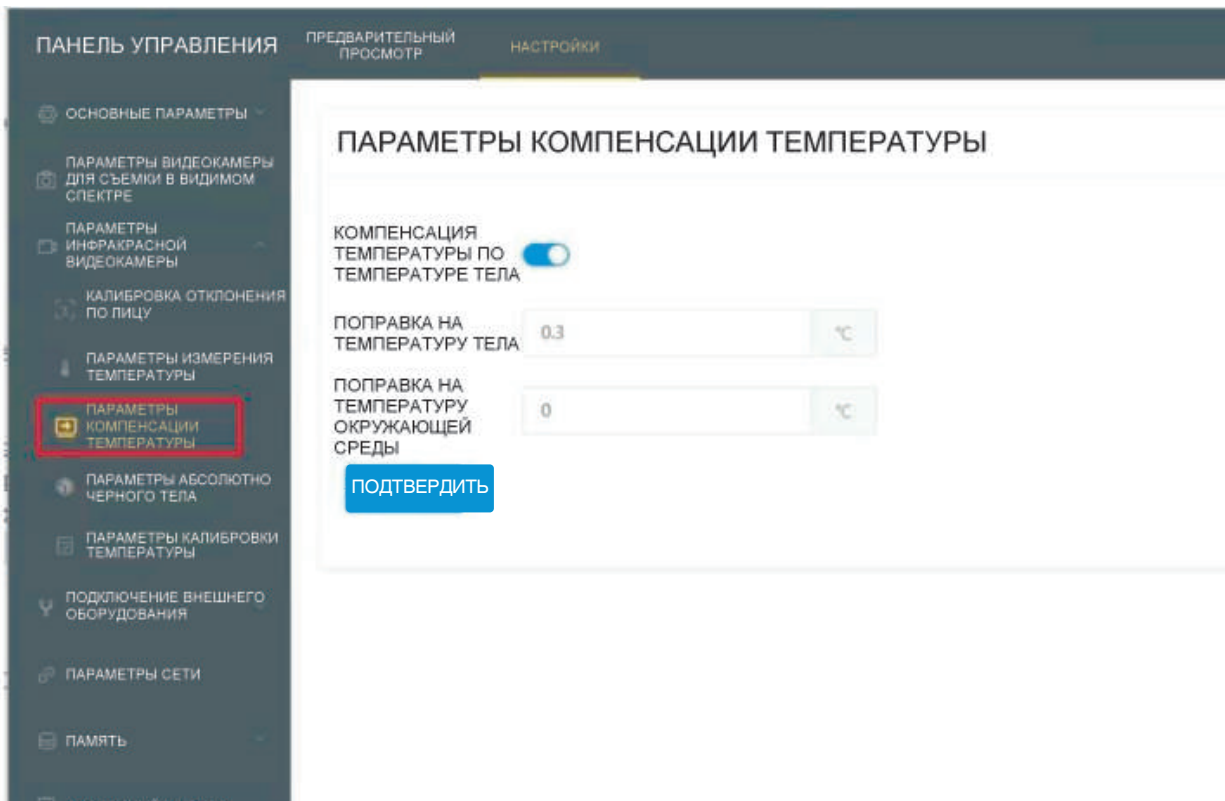 ПАНЕЛЬ УПРАВЛЕНИЯ
ПРЕДВАРИТЕЛЬНЫЙ
ПРОСМОТР
НАСТРОЙКИ
ОСНОВНЫЕ ПАРАМЕТРЫ
ПАРАМЕТРЫ ВИДЕОКАМЕРЫ
ДЛЯ СЪЕМКИ В ВИДИМОМ
СПЕКТРЕ
ПАРАМЕТРЫ
ИНФРАКРАСНОЙ
ВИДЕОКАМЕРЫ
КАЛИБРОВКА ОТКЛОНЕНИЯ
ПО ЛИЦУ
ПАРАМЕТРЫ ИЗМЕРЕНИЯ
ТЕМПЕРАТУРЫ
ПАРАМЕТРЫ
КОМПЕНСАЦИИ
ТЕМПЕРАТУРЫ
ПАРАМЕТРЫ АБСОЛЮТНО
ЧЕРНОГО ТЕЛА
ПАРАМЕТРЫ КАЛИБРОВКИ
ТЕМПЕРАТУРЫ
ПОДКЛЮЧЕНИЕ ВНЕШНЕГО
ОБОРУДОВАНИЯ
ПАРАМЕТРЫ СЕТИ
ПАМЯТЬ
ПАРАМЕТРЫ КОМПЕНСАЦИИ ТЕМПЕРАТУРЫ
КОМПЕНСАЦИЯ
ТЕМПЕРАТУРЫ ПО
ТЕМПЕРАТУРЕ ТЕЛА
ПОПРАВКА НА
ТЕМПЕРАТУРУ ТЕЛА
0.3 ℃
ПОПРАВКА НА
ТЕМПЕРАТУРУ
ОКРУЖАЮЩЕЙ
СРЕДЫ
0 ℃
ПОДТВЕРДИТЬ